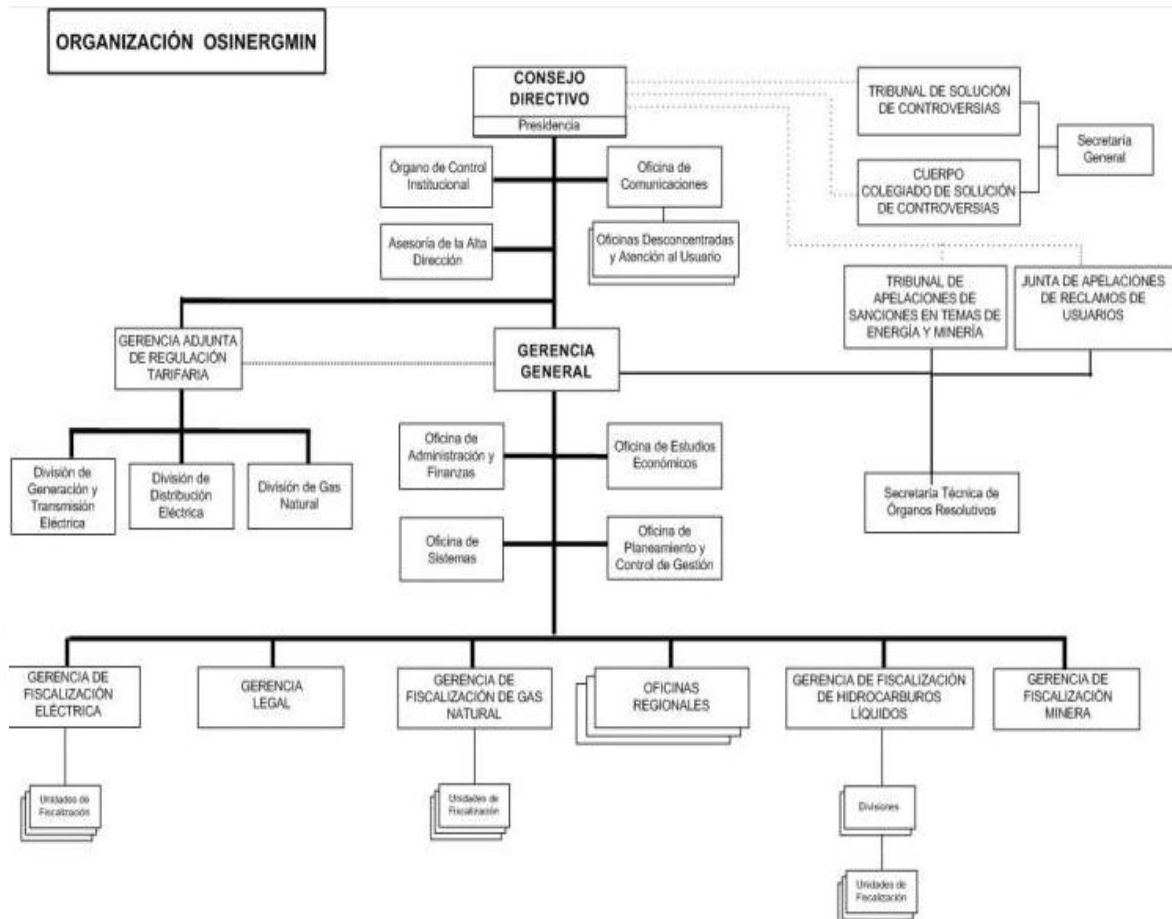 ORGANIZACIÓN OSINERGMIN
CONSEJO
DIRECTIVO
Presidencia
TRIBUNAL DE SOLUCIÓN
DE CONTROVERSIAS
Secretaría
General
CUERPO
COLEGIADO DE SOLUCIÓN
DE CONTROVERSIAS
Órgano de Control
Institucional
Oficina de
Comunicaciones
Asesoría de la Alta
Dirección
Oficinas Desconcentradas
y Atención al Usuario
TRIBUNAL DE
APELACIONES DE
SANCIONES EN TEMAS DE
ENERGÍA Y MINERÍA
JUNTA DE APELACIONES
DE RECLAMOS DE
USUARIOS
GERENCIA ADJUNTA
DE REGULACIÓN
TARIFARIA
GERENCIA
GENERAL
Oficina de
Administración y
Finanzas
Oficina de Estudios
Económicos
División de
Generación y
Transmisión
Eléctrica
División de
Distribución
Eléctrica
División de Gas
Natural
Secretaría Técnica de
Órganos Resolutivos
Oficina de
Sistemas
Oficina de
Planeamiento y
Control de Gestión
GERENCIA DE
FISCALIZACIÓN
ELÉCTRICA
GERENCIA
LEGAL
GERENCIA DE
FISCALIZACIÓN DE GAS
NATURAL
OFICINAS
REGIONALES
GERENCIA DE FISCALIZACIÓN
DE HIDROCARBUROS
LÍQUIDOS
GERENCIA DE
FISCALIZACIÓN
MINERA
Unidades de
Fiscalización
Unidades de
Fiscalización
Divisiones
Unidades de
Fiscalización